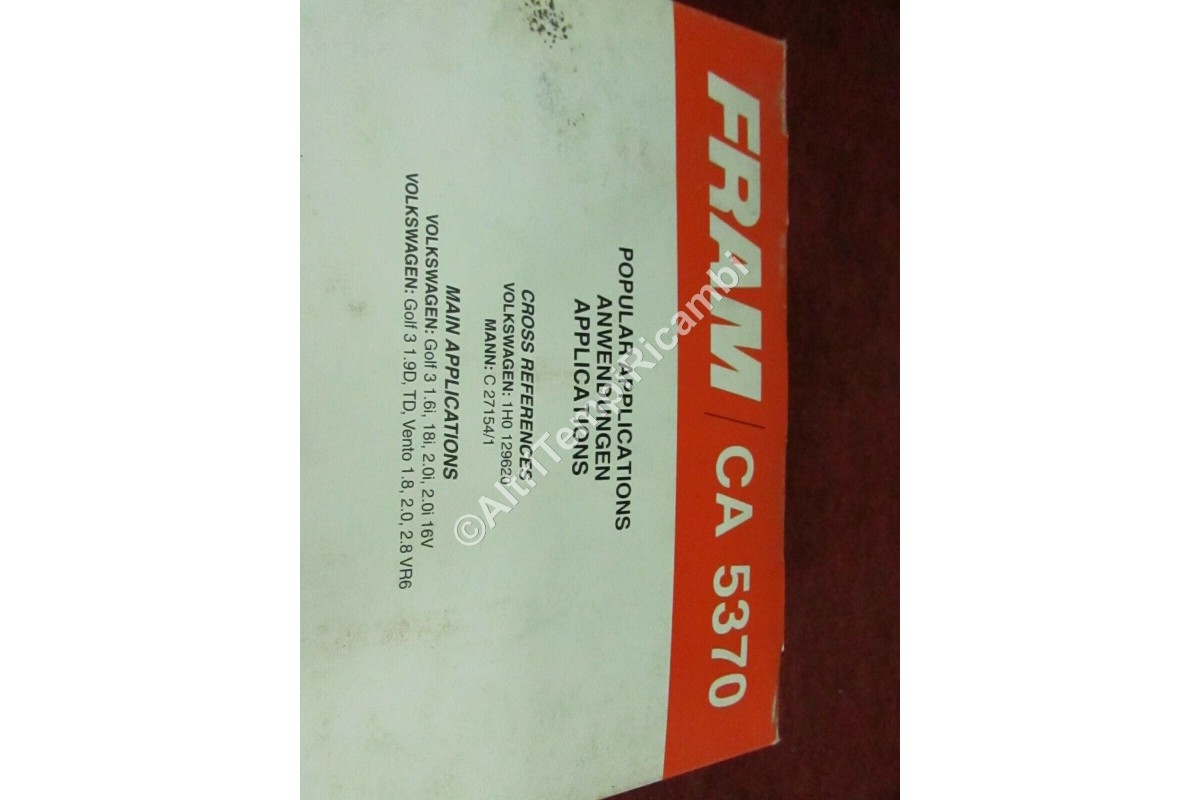 FRAM | CA 5370
POPULAR APPLICATIONS
ANWENDUNGEN
APPLICATIONS
CROSS REFERENCES
VOLKSWAGEN: 1H0 129620
MANN: C 27154/1
MAIN APPLICATIONS
VOLKSWAGEN: Golf 3 1.6i, 18i, 2.0i, 2.0i 16V
VOLKSWAGEN: Golf 3 1.9D, TD, Vento 1.8, 2.0, 2.8 VR6
©AltriTempiRicambi